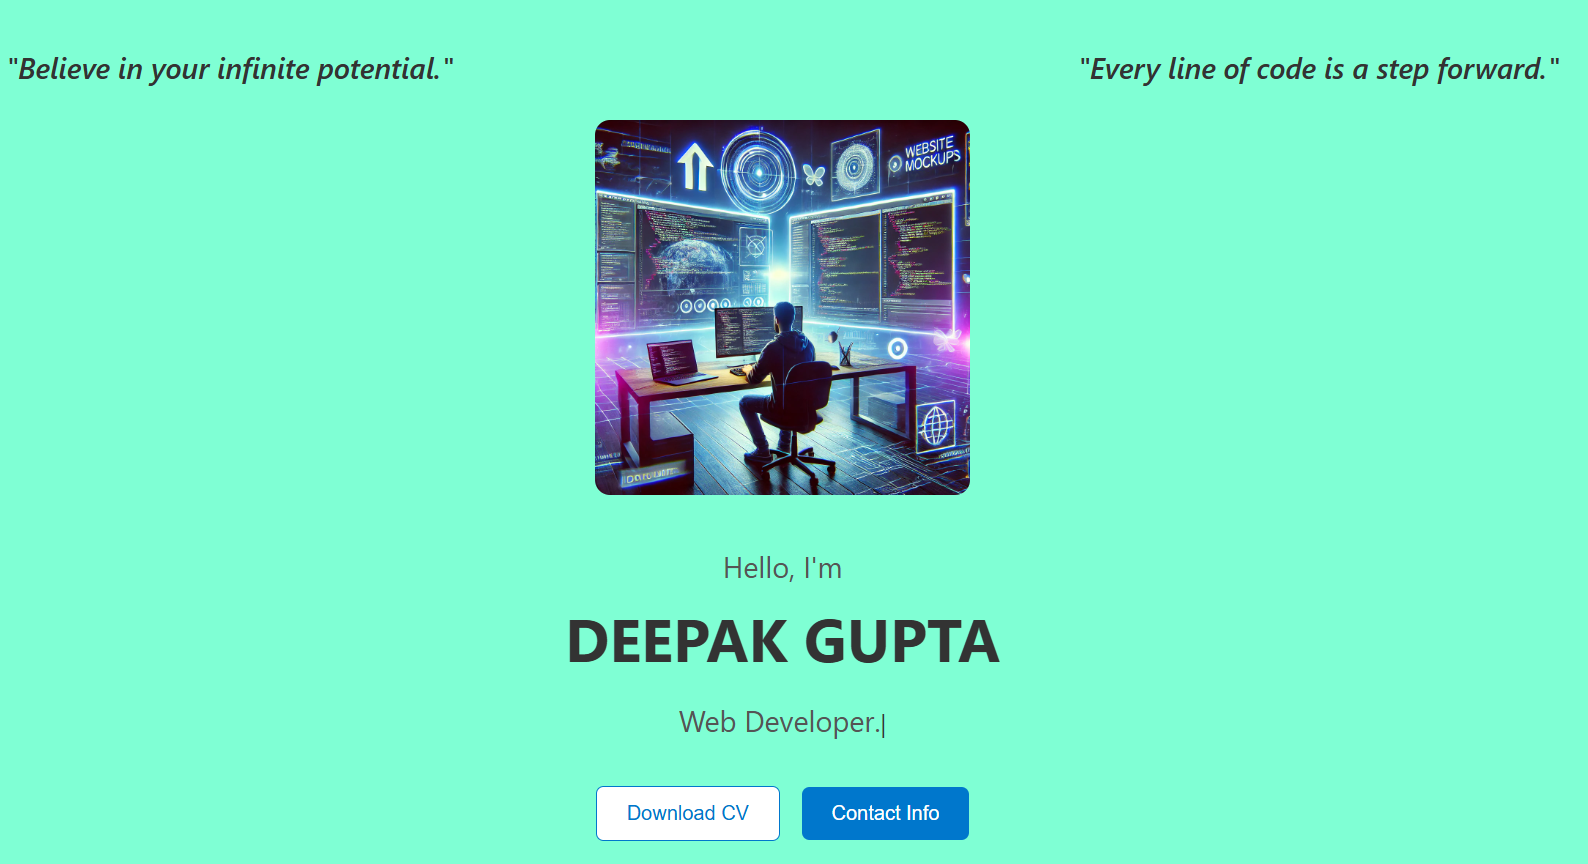 "Believe in your infinite potential."
"Every line of code is a step forward."
WEBSITE
MOCKUPS
Hello, I'm
DEEPAK GUPTA
Web Developer.|
Download CV
Contact Info